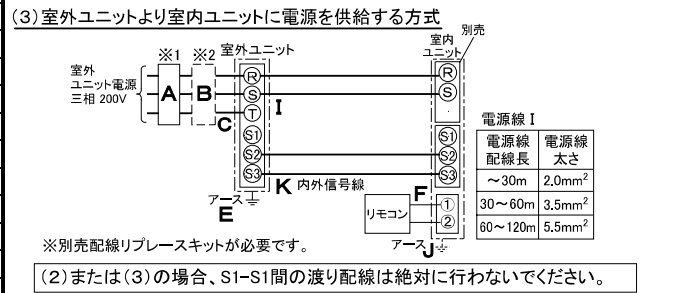 (3)室外ユニットより室内ユニットに電源を供給する方式
※1 ※2 室外ユニット
室内
ユニット
別売
室外
ユニット電源
三相 200V
A B C
R
S
T
S1
S2
S3
I
R
S
S1
S2
S3
K 内外信号線
アース
E
リモコン
F
①
②
アース J
電源線 I
電源線
配線長
電源線
太さ
～30m 2.0mm²
30～60m 3.5mm²
60～120m 5.5mm²
※別売配線リプレースキットが必要です。
(2)または(3)の場合、S1-S1間の渡り配線は絶対に行わないでください。